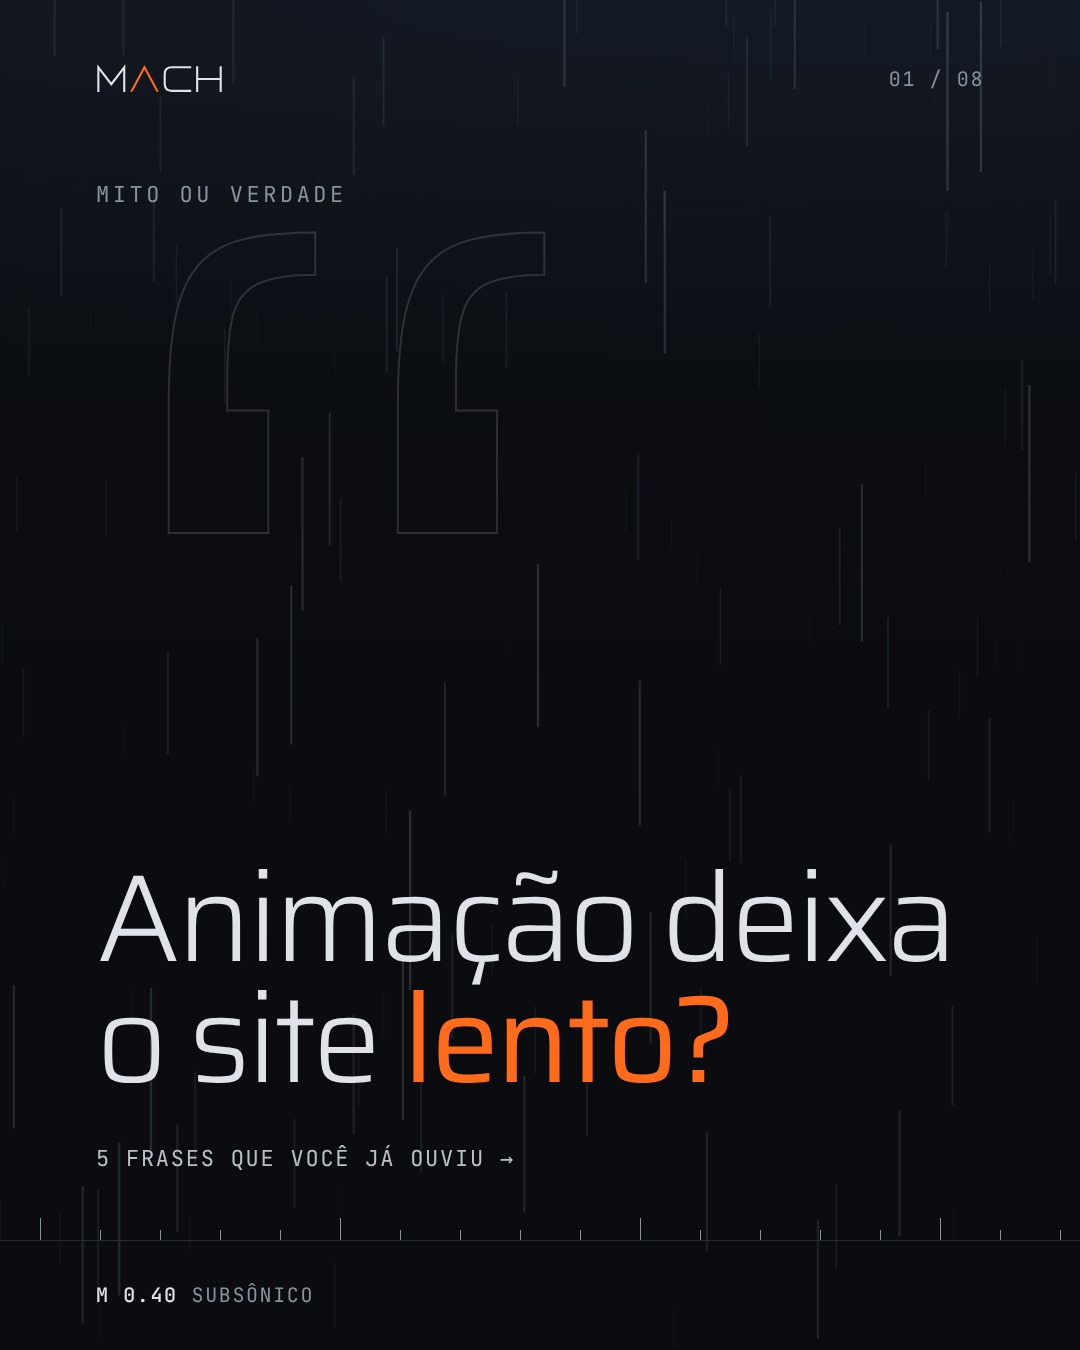 MACH
01 / 08
MITO OU VERDADE
Animação deixa
o site lento?
5 FRASES QUE VOCÊ JÁ OUVIU →
M 0.40 SUBSÔNICO